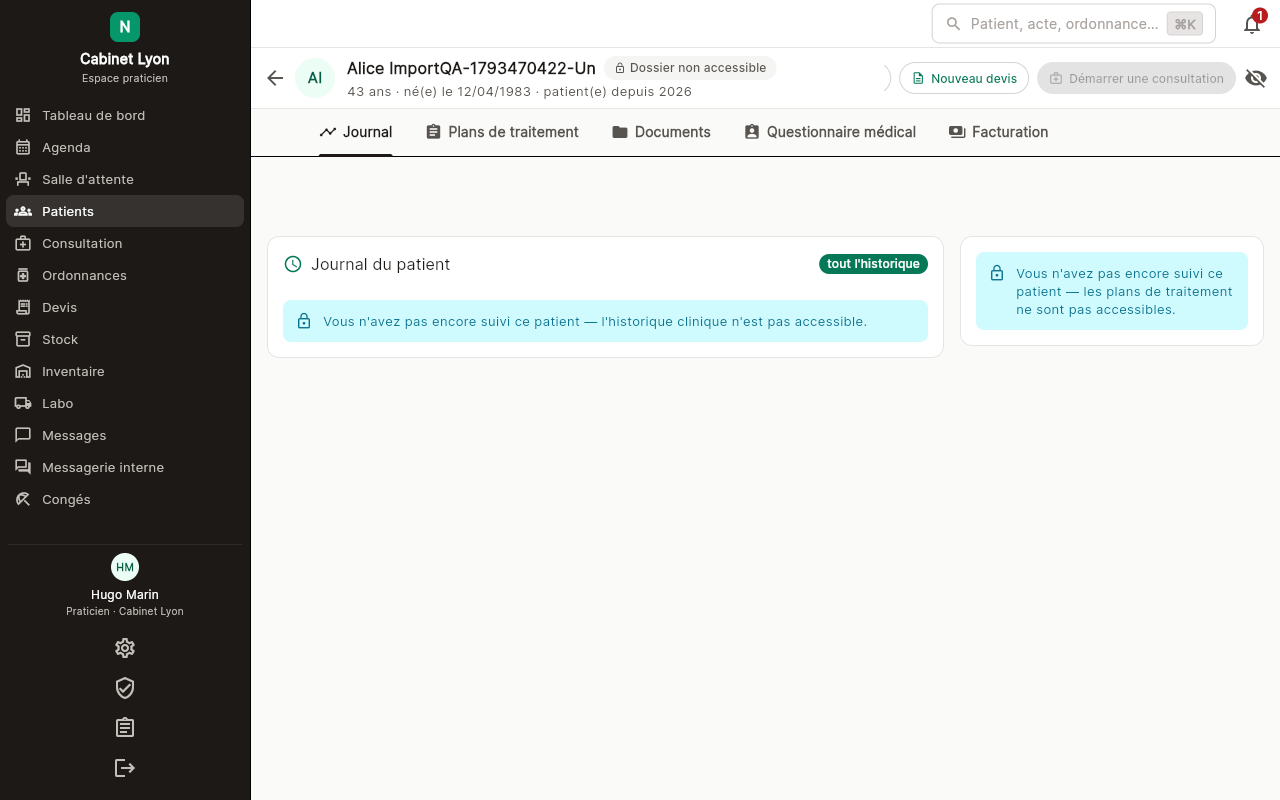 N
Cabinet Lyon
Espace praticien
Tableau de bord
Agenda
Salle d'attente
Patients
Consultation
Ordonnances
Devis
Stock
Inventaire
Labo
Messages
Messagerie interne
Congés
HM
Hugo Marin
Praticien · Cabinet Lyon
Patient, acte, ordonnance... ⌘K
1
AI
Alice ImportQA-1793470422-Un
Dossier non accessible
43 ans · né(e) le 12/04/1983 · patient(e) depuis 2026
Nouveau devis
Démarrer une consultation
Journal
Plans de traitement
Documents
Questionnaire médical
Facturation
Journal du patient
tout l'historique
Vous n'avez pas encore suivi ce patient — l'historique clinique n'est pas accessible.
Vous n'avez pas encore suivi ce
patient — les plans de traitement
ne sont pas accessibles.